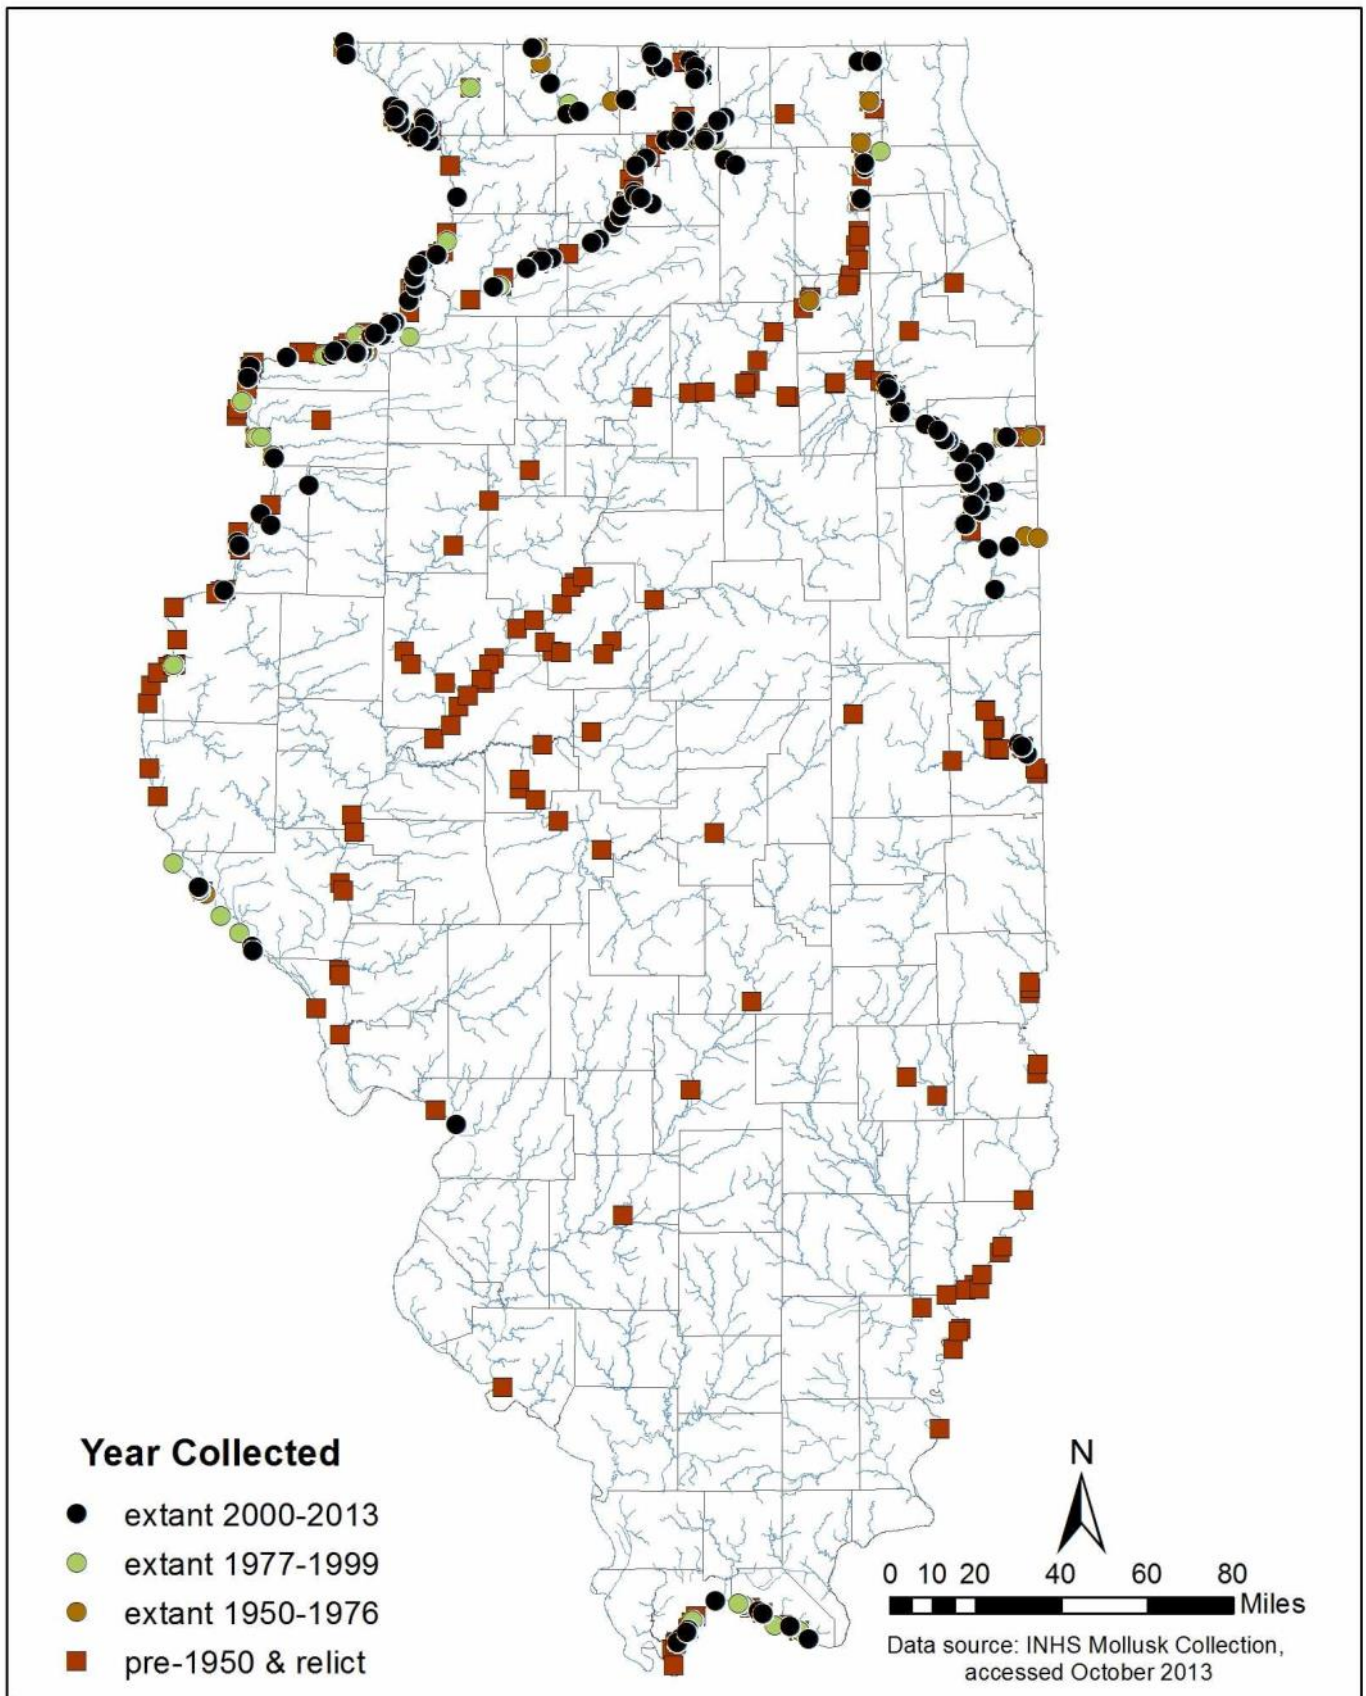 Year Collected
extant 2000-2013
extant 1977-1999
extant 1950-1976
pre-1950 & relict
N
0 10 20 40 60 80
Miles
Data source: INHS Mollusk Collection,
accessed October 2013